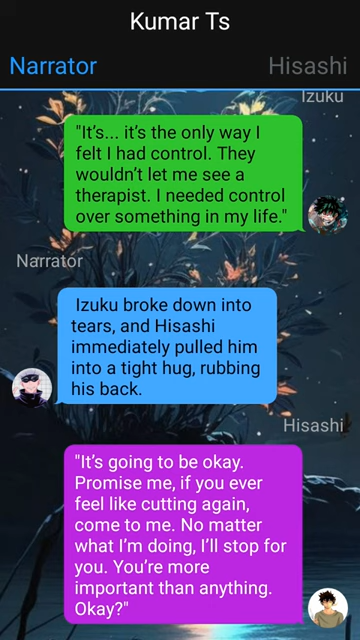 Kumar Ts
Narrator
Hisashi
Izuku
"It’s... it’s the only way I
felt I had control. They
wouldn’t let me see a
therapist. I needed control
over something in my life."
Narrator
Izuku broke down into
tears, and Hisashi
immediately pulled him
into a tight hug, rubbing
his back.
Hisashi
"It’s going to be okay.
Promise me, if you ever
feel like cutting again,
come to me. No matter
what I’m doing, I’ll stop for
you. You’re more
important than anything.
Okay?"